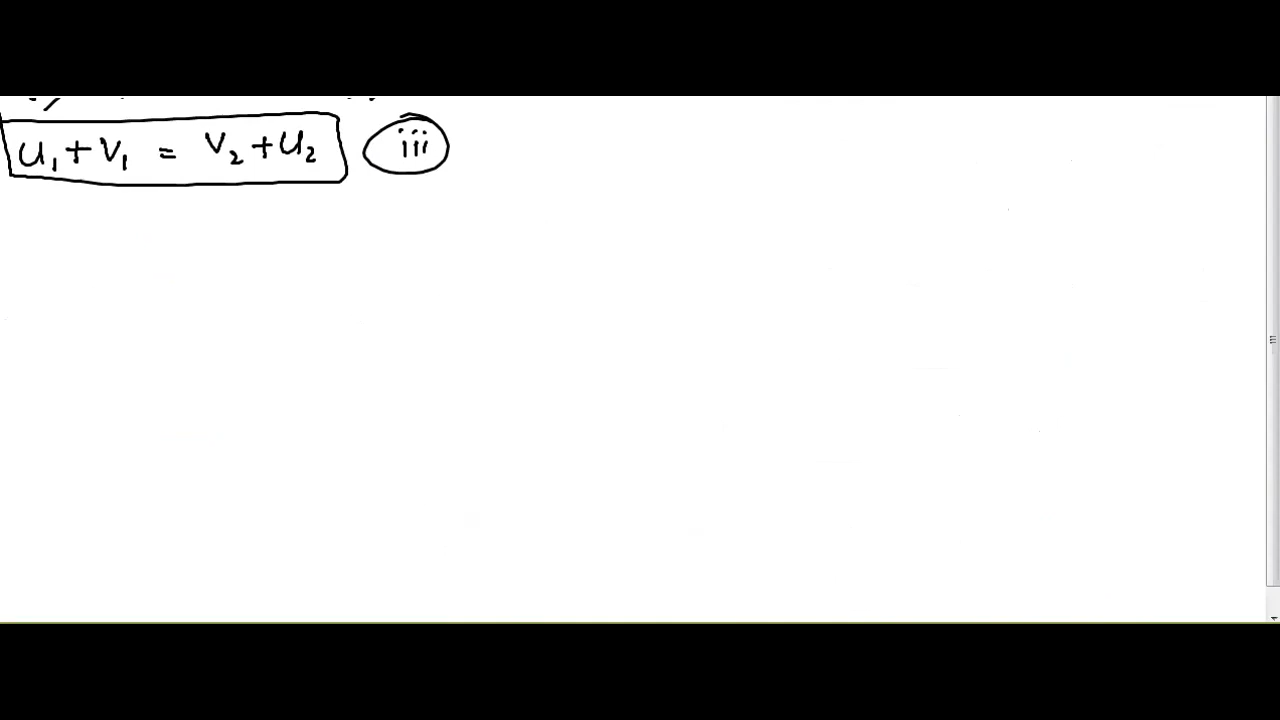 u₁+v₁ = v₂+u₂ iii